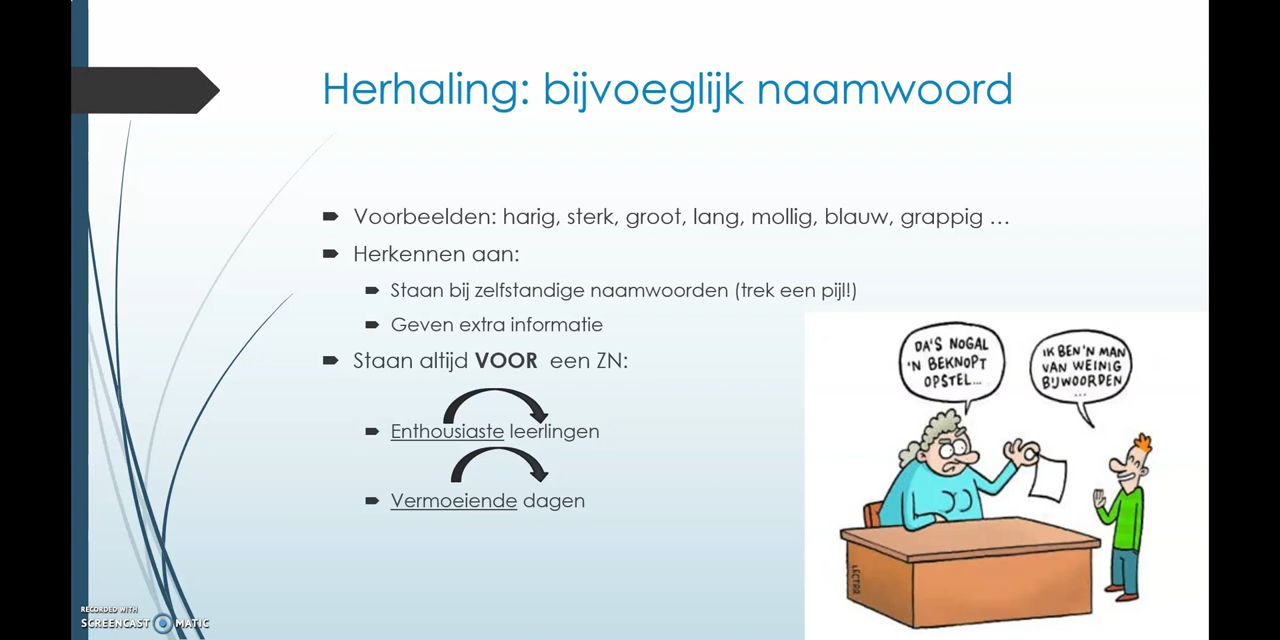 Herhaling: bijvoeglijk naamwoord
Voorbeelden: harig, sterk, groot, lang, mollig, blauw, grappig …
Herkennen aan:
Staan bij zelfstandige naamwoorden (trek een pijl!)
Geven extra informatie
Staan altijd VOOR een ZN:
Enthousiaste leerlingen
Vermoeiende dagen
DA'S NOGAL
'N BEKNOPT
OPSTEL...
IK BEN 'N MAN
VAN WEINIG
BIJWOORDEN
...
LECTRR
RECORDED WITH
SCREENCAST MATIC